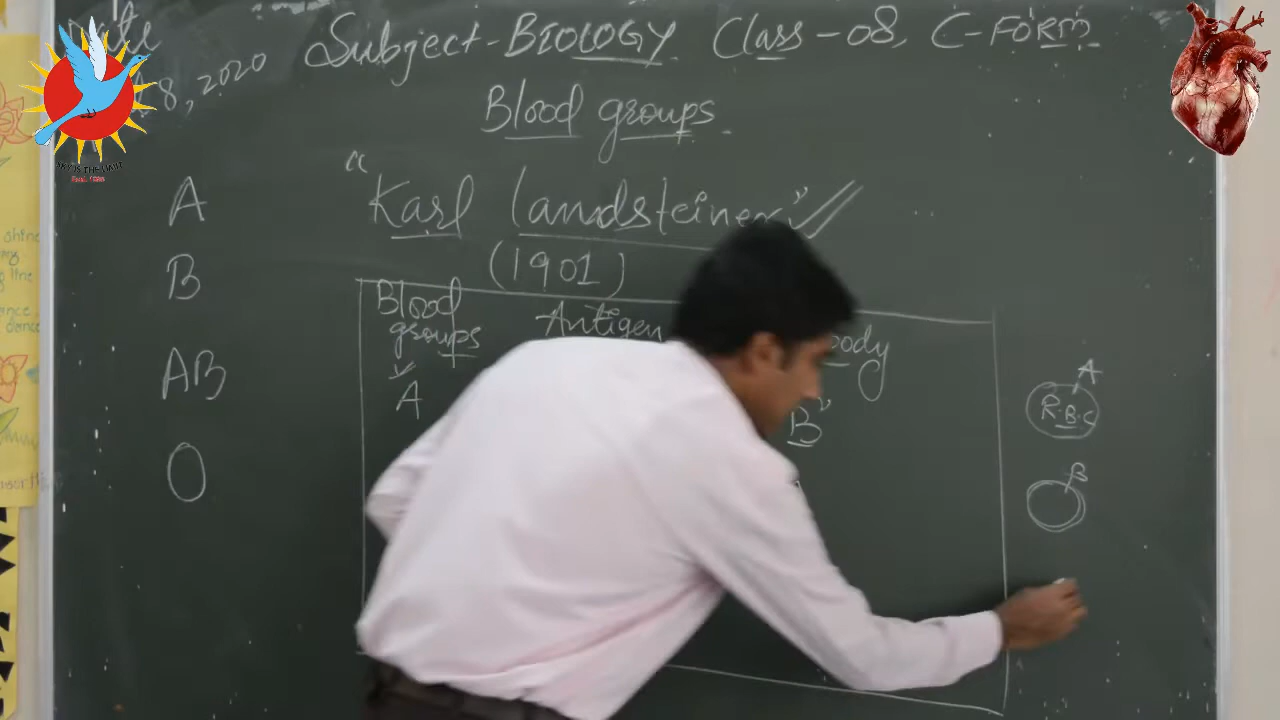 Subject-BIOLOGY Class-08, C-FORM
8, 2020
Blood groups.
"Karl Landsteiner"
(1901)
A
B
AB
O
Blood groups Antigen body
A B
A
R.B.C
B